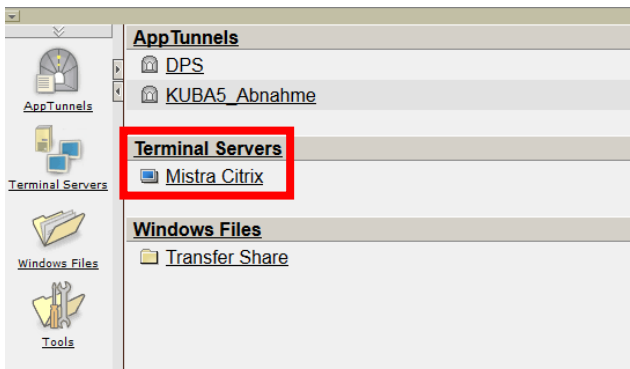 AppTunnels
Terminal Servers
Windows Files
Tools
AppTunnels
DPS
KUBA5_Abnahme
Terminal Servers
Mistra Citrix
Windows Files
Transfer Share